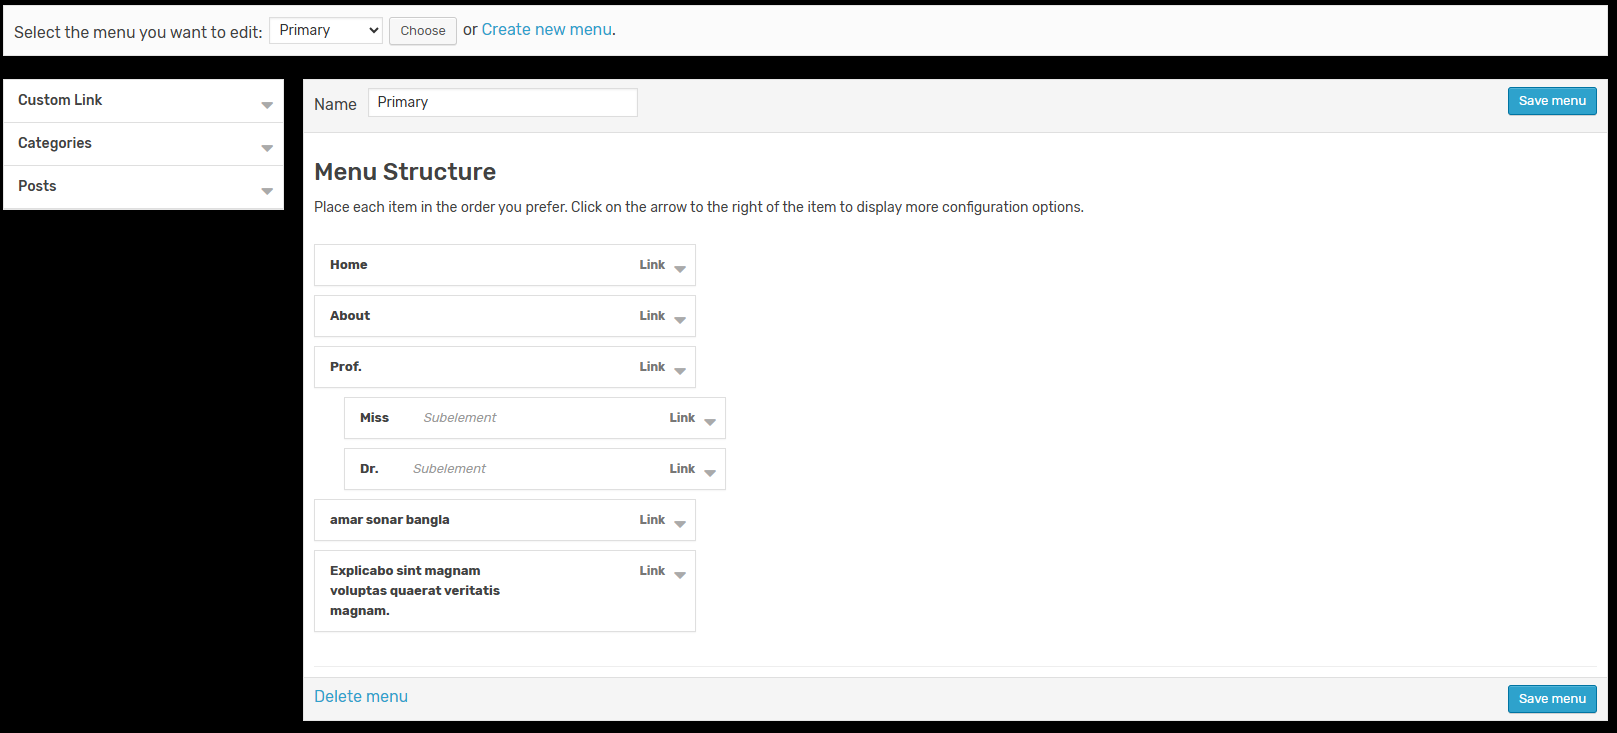 Select the menu you want to edit: Primary Choose or Create new menu.
Custom Link
Categories
Posts
Name Primary Save menu
Menu Structure
Place each item in the order you prefer. Click on the arrow to the right of the item to display more configuration options.
Home Link
About Link
Prof. Link
Miss Subelement Link
Dr. Subelement Link
amar sonar bangla Link
Explicabo sint magnam Link
voluptas quaerat veritatis
magnam.
Delete menu Save menu